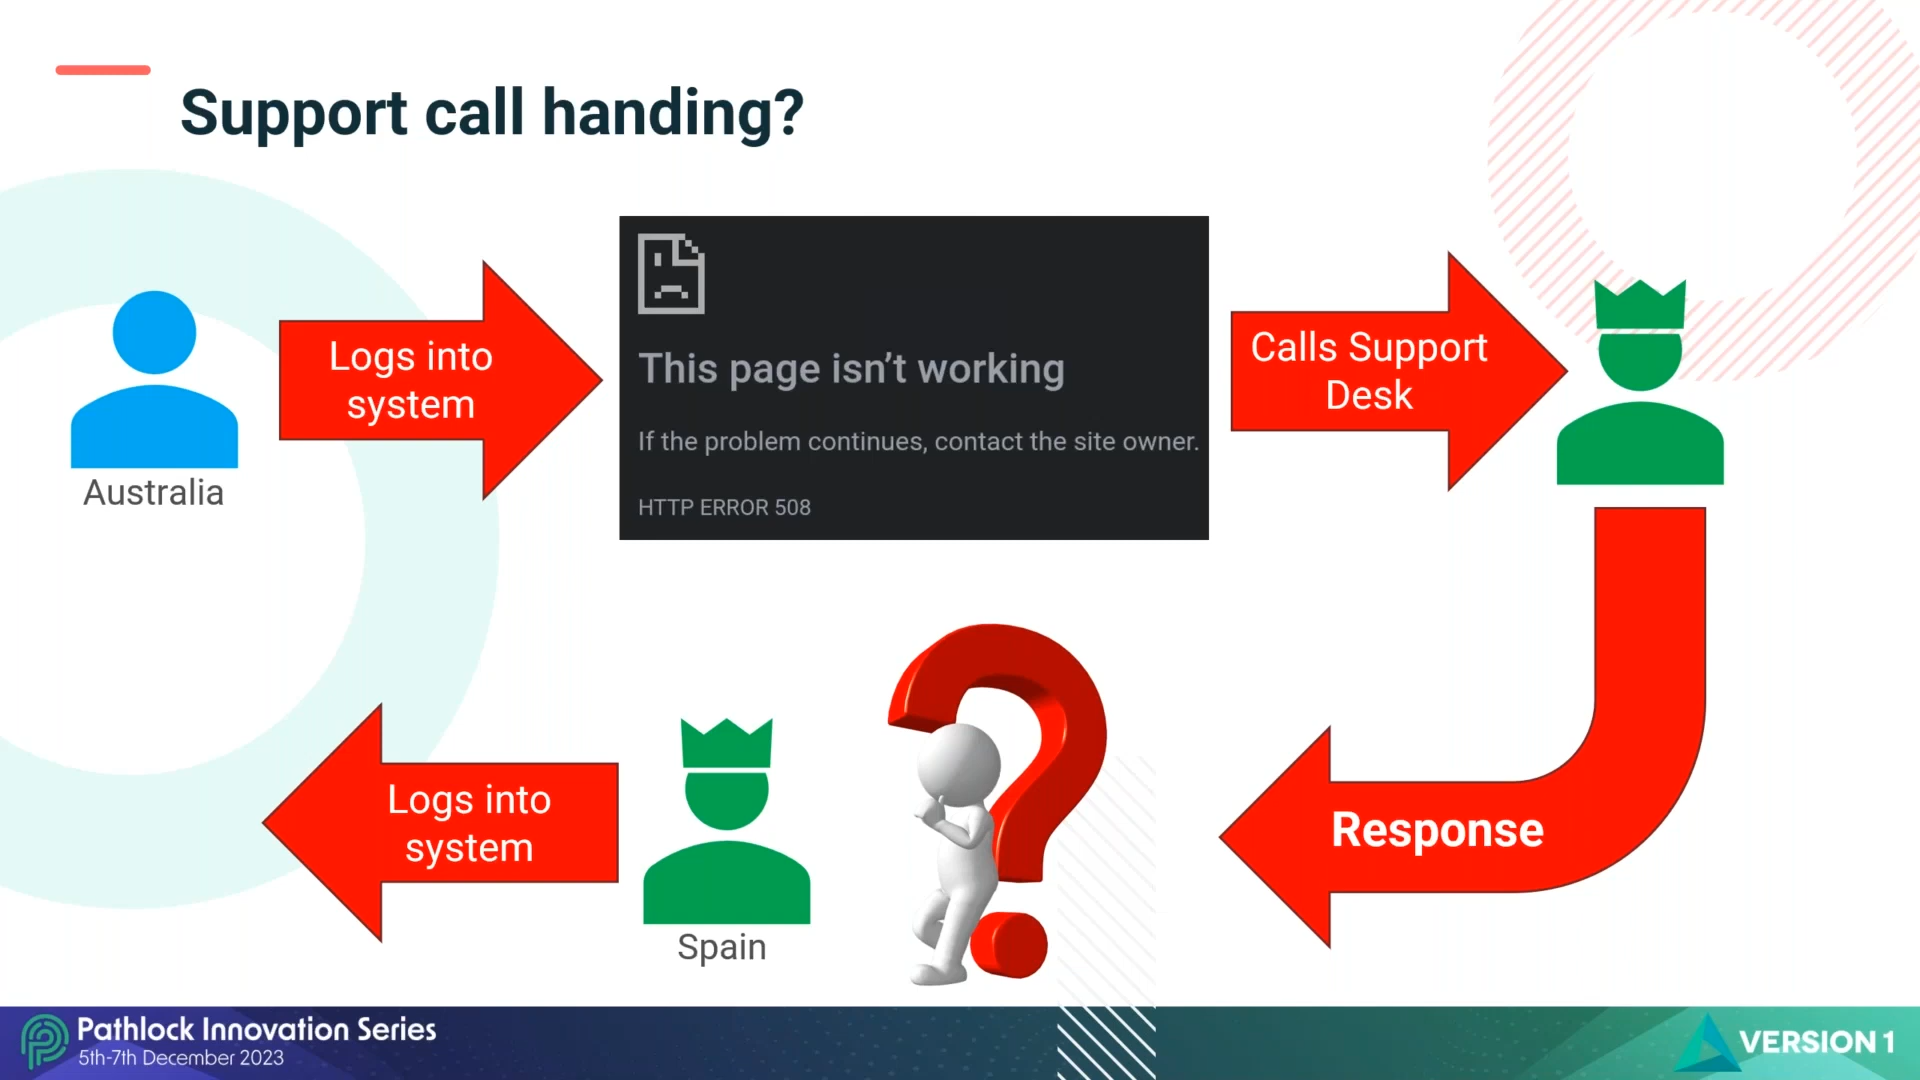 Support call handing?
Australia
Logs into
system
This page isn't working
If the problem continues, contact the site owner.
HTTP ERROR 508
Calls Support
Desk
Response
Spain
Logs into
system
Pathlock Innovation Series
5th-7th December 2023
VERSION 1